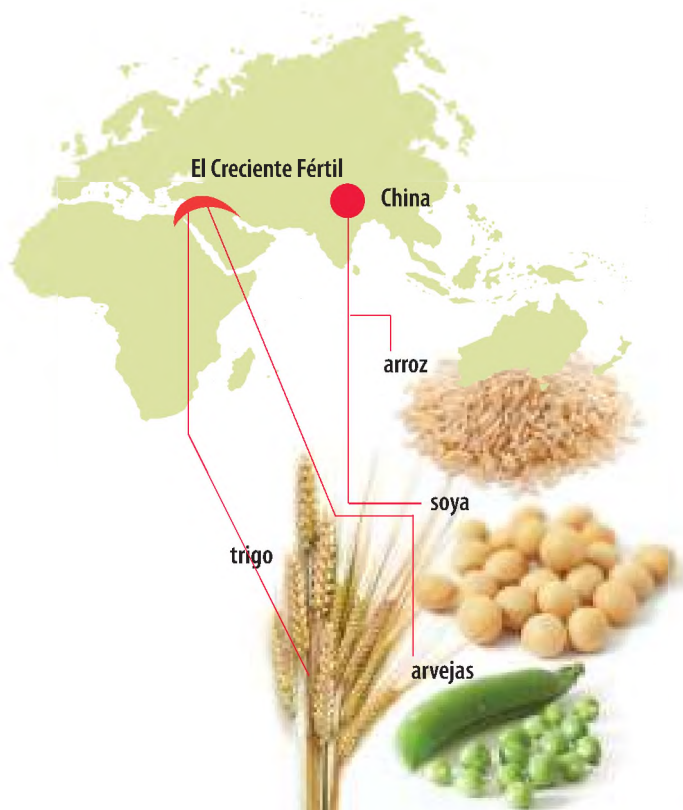 El Creciente Fértil
China
arroz
soya
trigo
arvejas